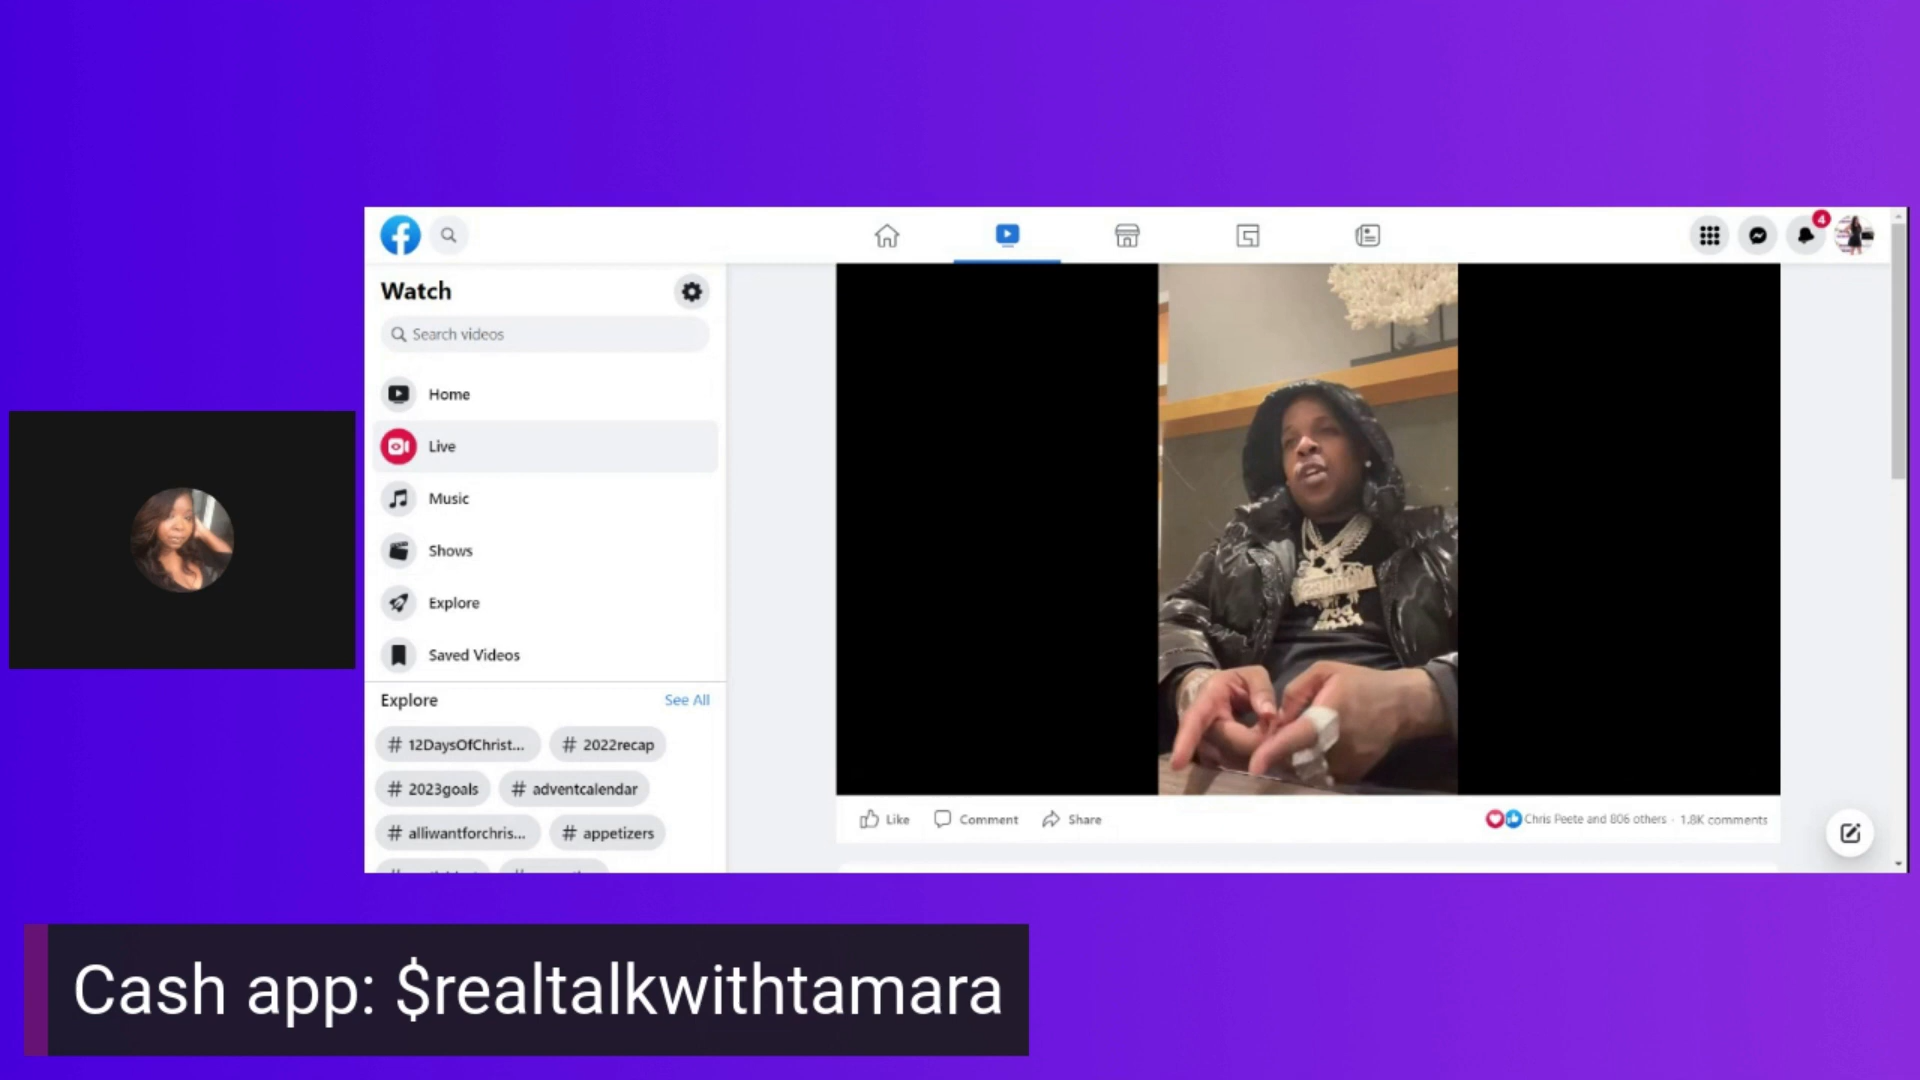 4
Watch
Search videos
Home
Live
Music
Shows
Explore
Saved Videos
Explore
See All
# 12DaysOfChrist...
# 2022recap
# 2023goals
# adventcalendar
# alliwantforchris...
# appetizers
Like
Comment
Share
Chris Peete and 806 others · 1.8K comments
Cash app: $realtalkwithtamara